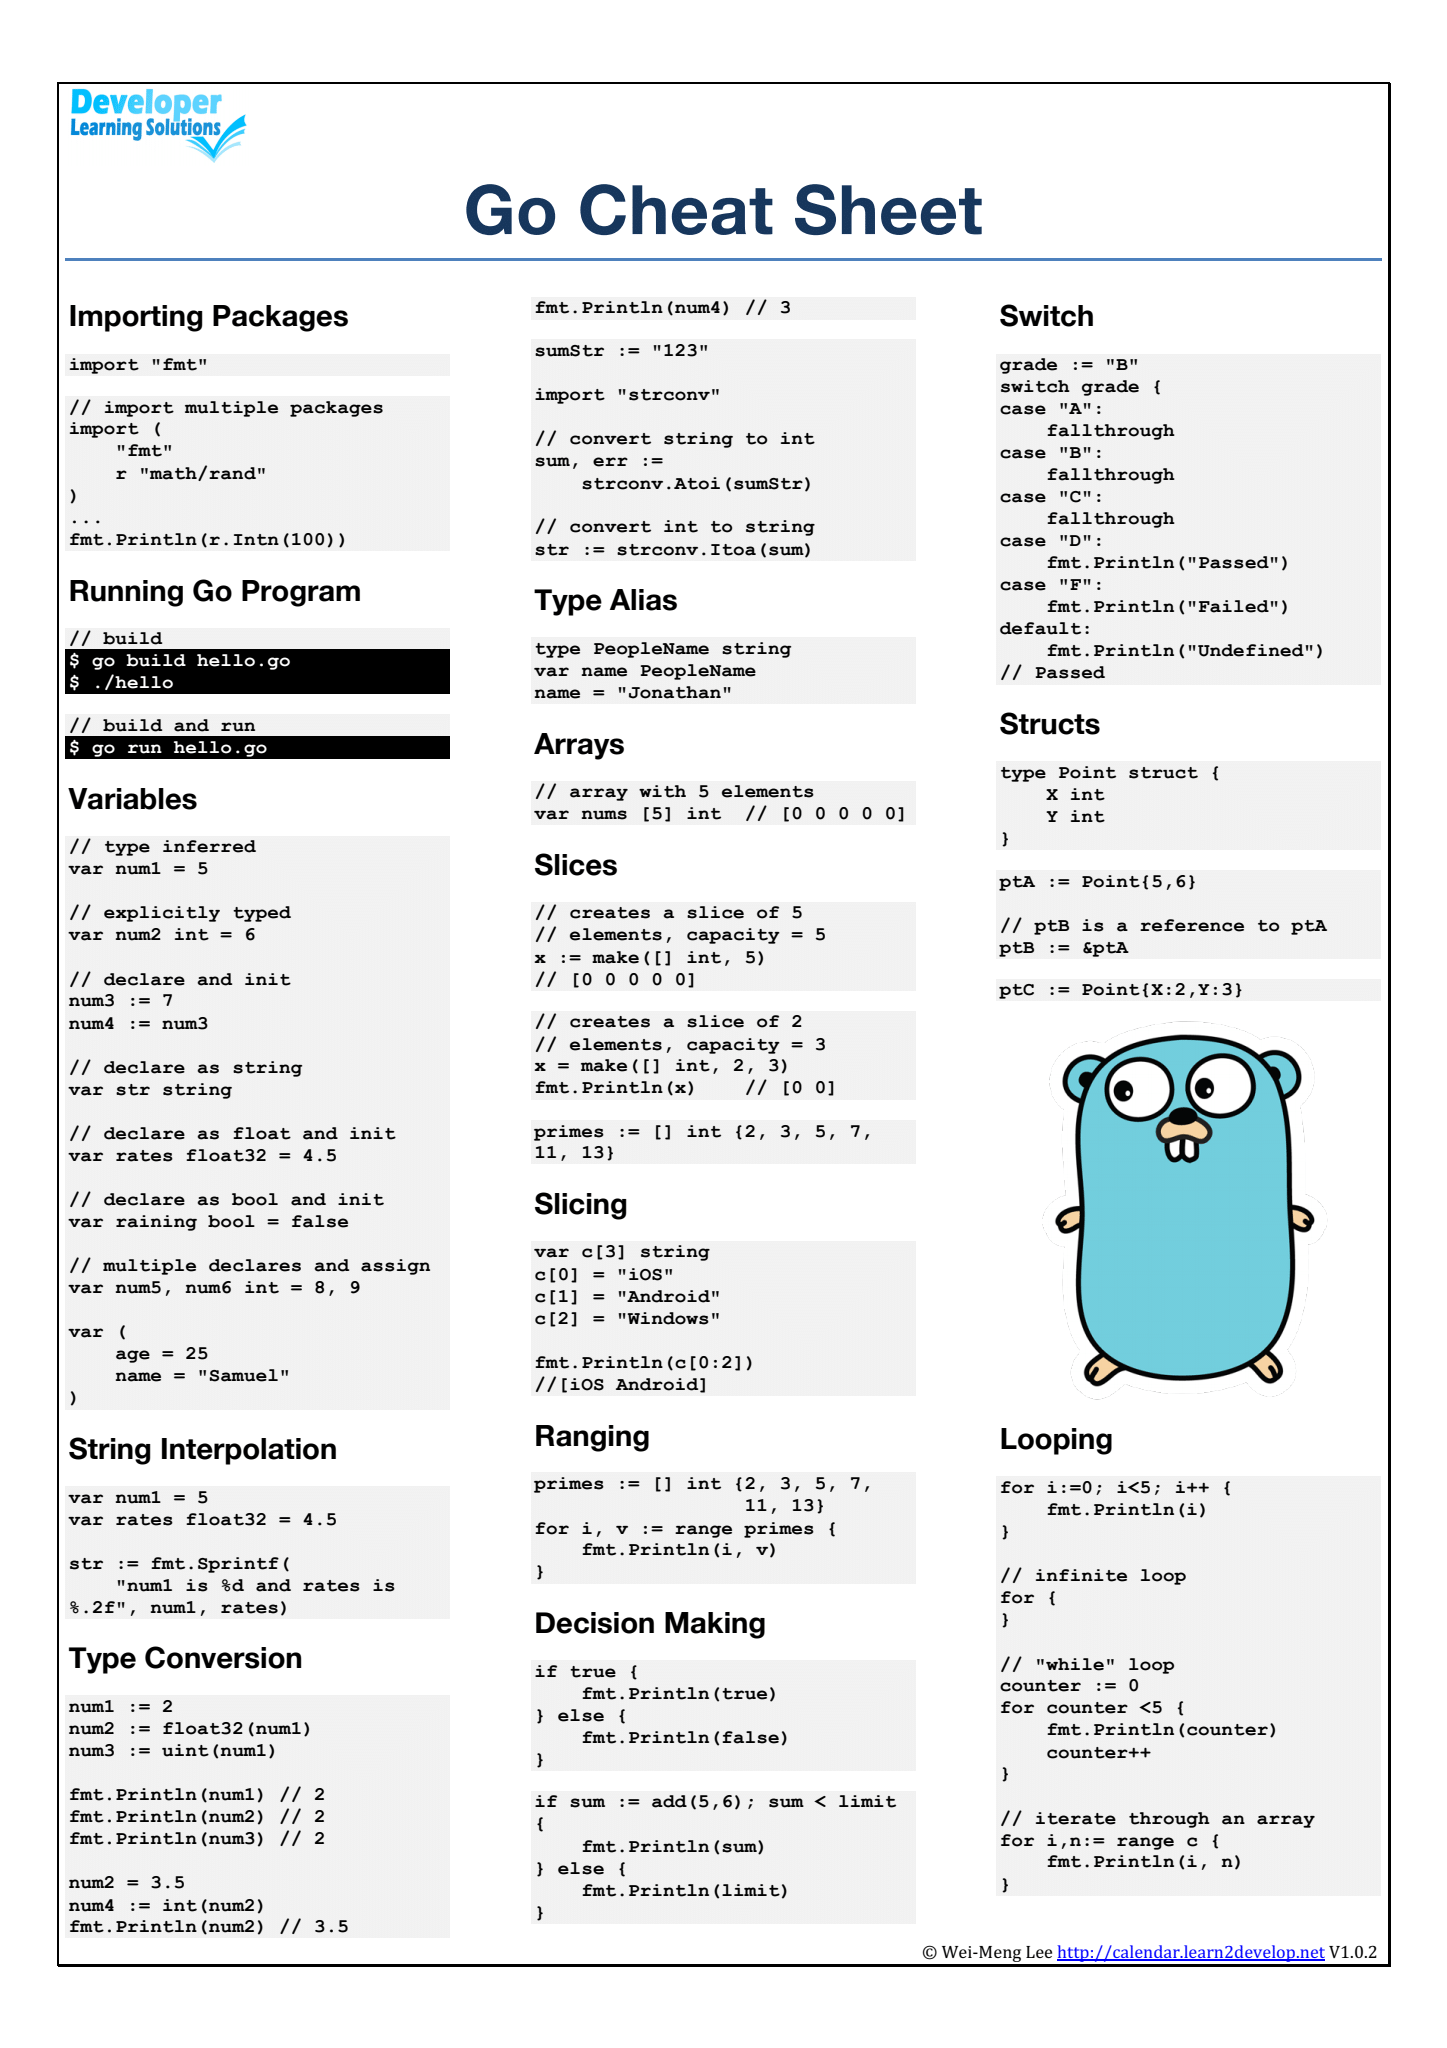 Developer
Learning Solutions
Go Cheat Sheet
Importing Packages
import "fmt"
// import multiple packages
import (
    "fmt"
    r "math/rand"
)
...
fmt.Println(r.Intn(100))
Running Go Program
// build
$ go build hello.go
$ ./hello
// build and run
$ go run hello.go
Variables
// type inferred
var num1 = 5
// explicitly typed
var num2 int = 6
// declare and init
num3 := 7
num4 := num3
// declare as string
var str string
// declare as float and init
var rates float32 = 4.5
// declare as bool and init
var raining bool = false
// multiple declares and assign
var num5, num6 int = 8, 9
var (
    age = 25
    name = "Samuel"
)
String Interpolation
var num1 = 5
var rates float32 = 4.5
str := fmt.Sprintf(
    "num1 is %d and rates is
%.2f", num1, rates)
Type Conversion
num1 := 2
num2 := float32(num1)
num3 := uint(num1)
fmt.Println(num1) // 2
fmt.Println(num2) // 2
fmt.Println(num3) // 2
num2 = 3.5
num4 := int(num2)
fmt.Println(num2) // 3.5
fmt.Println(num4) // 3
sumStr := "123"
import "strconv"
// convert string to int
sum, err :=
    strconv.Atoi(sumStr)
// convert int to string
str := strconv.Itoa(sum)
Type Alias
type PeopleName string
var name PeopleName
name = "Jonathan"
Arrays
// array with 5 elements
var nums [5] int  // [0 0 0 0 0]
Slices
// creates a slice of 5
// elements, capacity = 5
x := make([] int, 5)
// [0 0 0 0 0]
// creates a slice of 2
// elements, capacity = 3
x = make([] int, 2, 3)
fmt.Println(x)    // [0 0]
primes := [] int {2, 3, 5, 7,
11, 13}
Slicing
var c[3] string
c[0] = "iOS"
c[1] = "Android"
c[2] = "Windows"
fmt.Println(c[0:2])
//[iOS Android]
Ranging
primes := [] int {2, 3, 5, 7,
                  11, 13}
for i, v := range primes {
    fmt.Println(i, v)
}
Decision Making
if true {
    fmt.Println(true)
} else {
    fmt.Println(false)
}
if sum := add(5,6); sum < limit
{
    fmt.Println(sum)
} else {
    fmt.Println(limit)
}
Switch
grade := "B"
switch grade {
case "A":
    fallthrough
case "B":
    fallthrough
case "C":
    fallthrough
case "D":
    fmt.Println("Passed")
case "F":
    fmt.Println("Failed")
default:
    fmt.Println("Undefined")
// Passed
Structs
type Point struct {
    X int
    Y int
}
ptA := Point{5,6}
// ptB is a reference to ptA
ptB := &ptA
ptC := Point{X:2,Y:3}
Looping
for i:=0; i<5; i++ {
    fmt.Println(i)
}
// infinite loop
for {
}
// "while" loop
counter := 0
for counter <5 {
    fmt.Println(counter)
    counter++
}
// iterate through an array
for i,n:= range c {
    fmt.Println(i, n)
}
© Wei-Meng Lee http://calendar.learn2develop.net V1.0.2